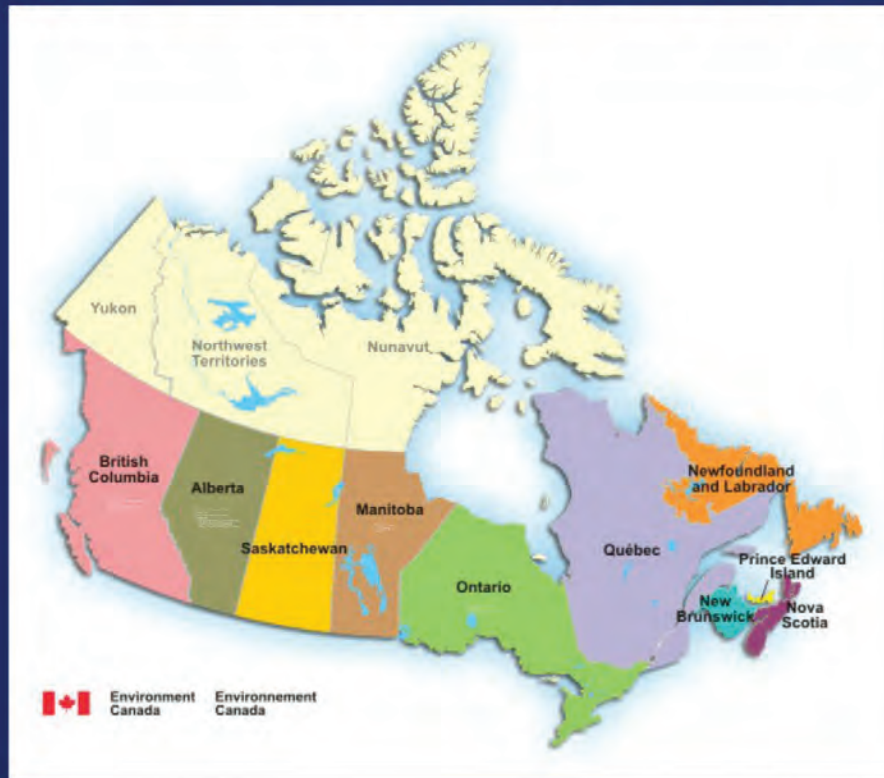 Yukon
Northwest
Territories
Nunavut
British
Columbia
Alberta
Saskatchewan
Manitoba
Ontario
Québec
Newfoundland
and Labrador
Prince Edward
Island
New
Brunswick
Nova
Scotia
Environment
Canada
Environnement
Canada